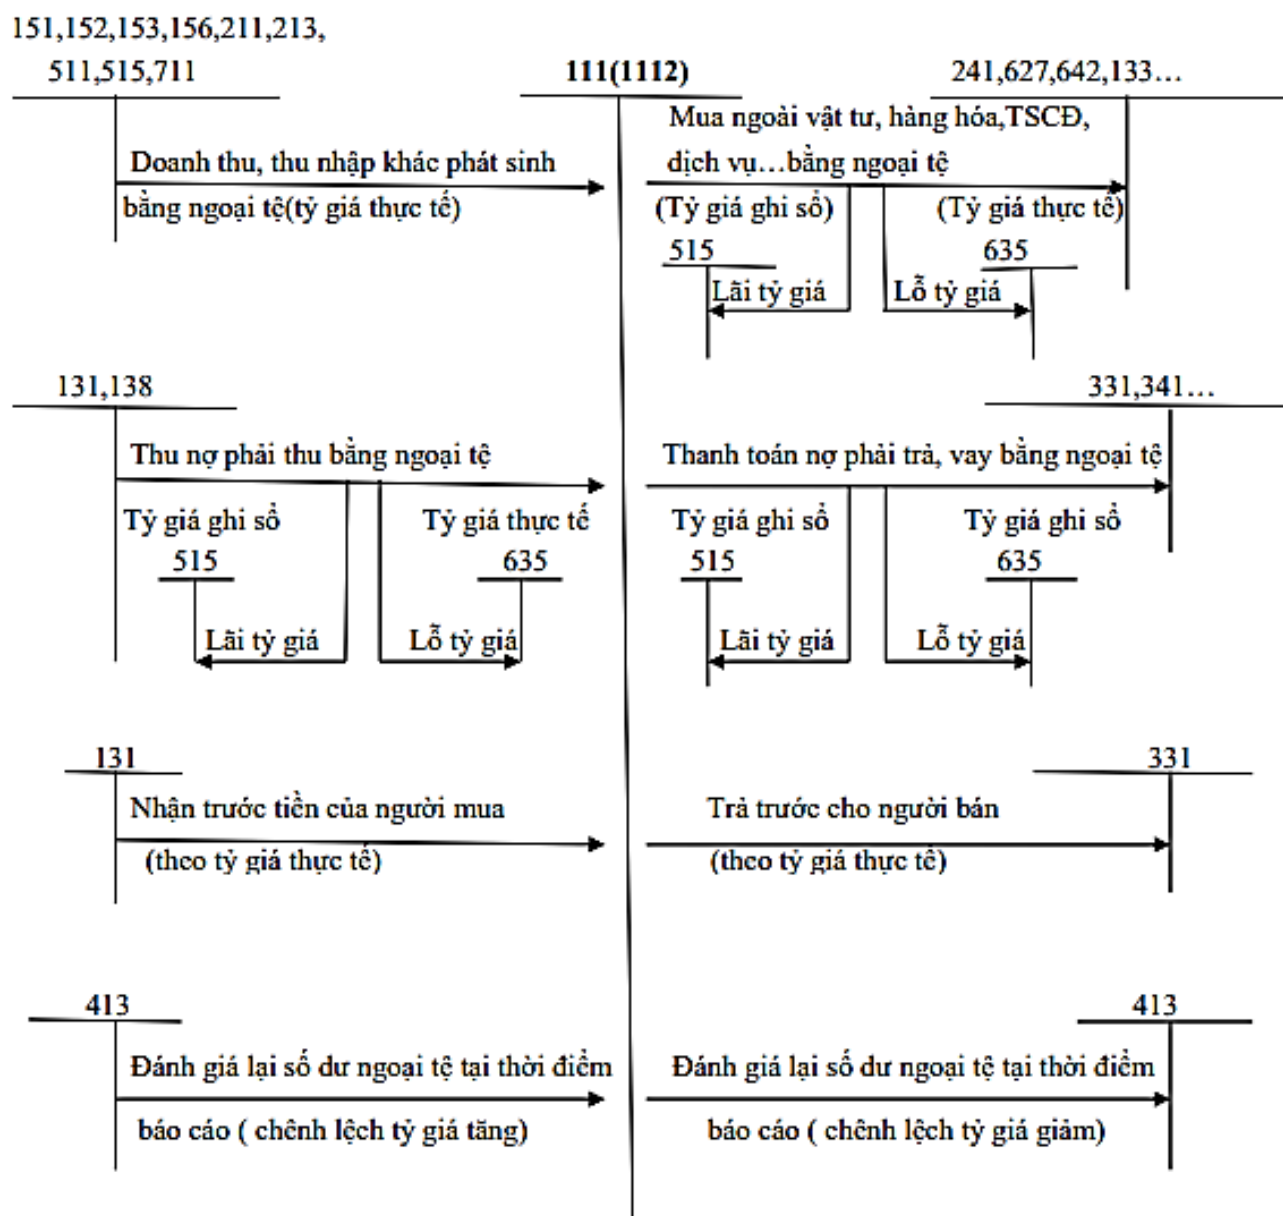 151,152,153,156,211,213,
511,515,711
111(1112)
241,627,642,133...
Doanh thu, thu nhập khác phát sinh
bằng ngoại tệ(tỷ giá thực tế)
Mua ngoài vật tư, hàng hóa,TSCĐ,
dịch vụ...bằng ngoại tệ
(Tỷ giá ghi sổ)
(Tỷ giá thực tế)
515
635
Lãi tỷ giá
Lỗ tỷ giá
131,138
331,341...
Thu nợ phải thu bằng ngoại tệ
Thanh toán nợ phải trả, vay bằng ngoại tệ
Tỷ giá ghi sổ
Tỷ giá thực tế
Tỷ giá ghi sổ
Tỷ giá ghi sổ
515
635
515
635
Lãi tỷ giá
Lỗ tỷ giá
Lãi tỷ giá
Lỗ tỷ giá
131
331
Nhận trước tiền của người mua
(theo tỷ giá thực tế)
Trả trước cho người bán
(theo tỷ giá thực tế)
413
413
Đánh giá lại số dư ngoại tệ tại thời điểm
báo cáo ( chênh lệch tỷ giá tăng)
Đánh giá lại số dư ngoại tệ tại thời điểm
báo cáo ( chênh lệch tỷ giá giảm)